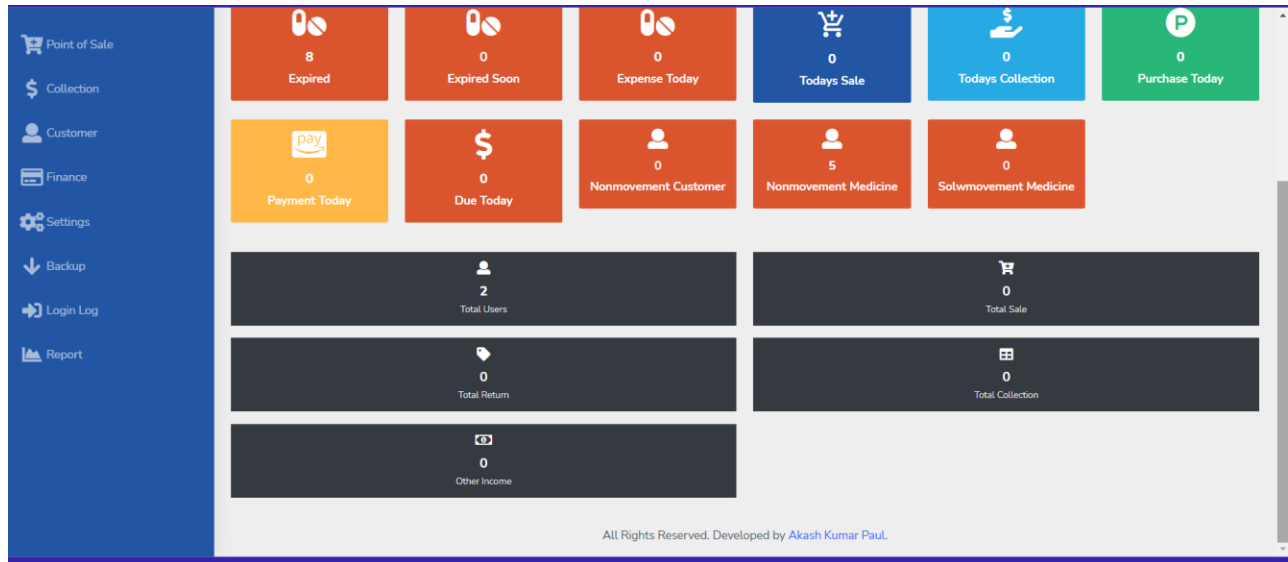 Point of Sale
Collection
Customer
Finance
Settings
Backup
Login Log
Report
8
Expired
0
Expired Soon
0
Expense Today
0
Todays Sale
$
0
Todays Collection
P
0
Purchase Today
pay
0
Payment Today
$
0
Due Today
0
Nonmovement Customer
5
Nonmovement Medicine
0
Solwmovement Medicine
2
Total Users
0
Total Sale
0
Total Return
0
Total Collection
0
Other Income
All Rights Reserved. Developed by Akash Kumar Paul.